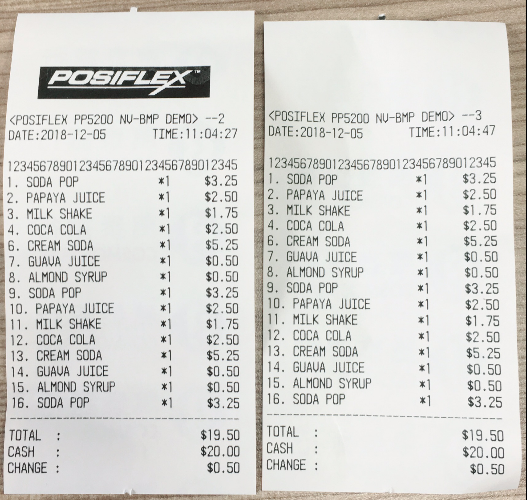 POSIFLEX™
<POSIFLEX PP5200 NV-BMP DEMO> --2
DATE:2018-12-05 TIME:11:04:27
123456789012345678901234567890123456789012345
1. SODA POP *1 $3.25
2. PAPAYA JUICE *1 $2.50
3. MILK SHAKE *1 $1.75
4. COCA COLA *1 $2.50
6. CREAM SODA *1 $5.25
7. GUAVA JUICE *1 $0.50
8. ALMOND SYRUP *1 $0.50
9. SODA POP *1 $3.25
10. PAPAYA JUICE *1 $2.50
11. MILK SHAKE *1 $1.75
12. COCA COLA *1 $2.50
13. CREAM SODA *1 $5.25
14. GUAVA JUICE *1 $0.50
15. ALMOND SYRUP *1 $0.50
16. SODA POP *1 $3.25
TOTAL : $19.50
CASH : $20.00
CHANGE : $0.50
<POSIFLEX PP5200 NV-BMP DEMO> --3
DATE:2018-12-05 TIME:11:04:47
123456789012345678901234567890123456789012345
1. SODA POP *1 $3.25
2. PAPAYA JUICE *1 $2.50
3. MILK SHAKE *1 $1.75
4. COCA COLA *1 $2.50
6. CREAM SODA *1 $5.25
7. GUAVA JUICE *1 $0.50
8. ALMOND SYRUP *1 $0.50
9. SODA POP *1 $3.25
10. PAPAYA JUICE *1 $2.50
11. MILK SHAKE *1 $1.75
12. COCA COLA *1 $2.50
13. CREAM SODA *1 $5.25
14. GUAVA JUICE *1 $0.50
15. ALMOND SYRUP *1 $0.50
16. SODA POP *1 $3.25
TOTAL : $19.50
CASH : $20.00
CHANGE : $0.50